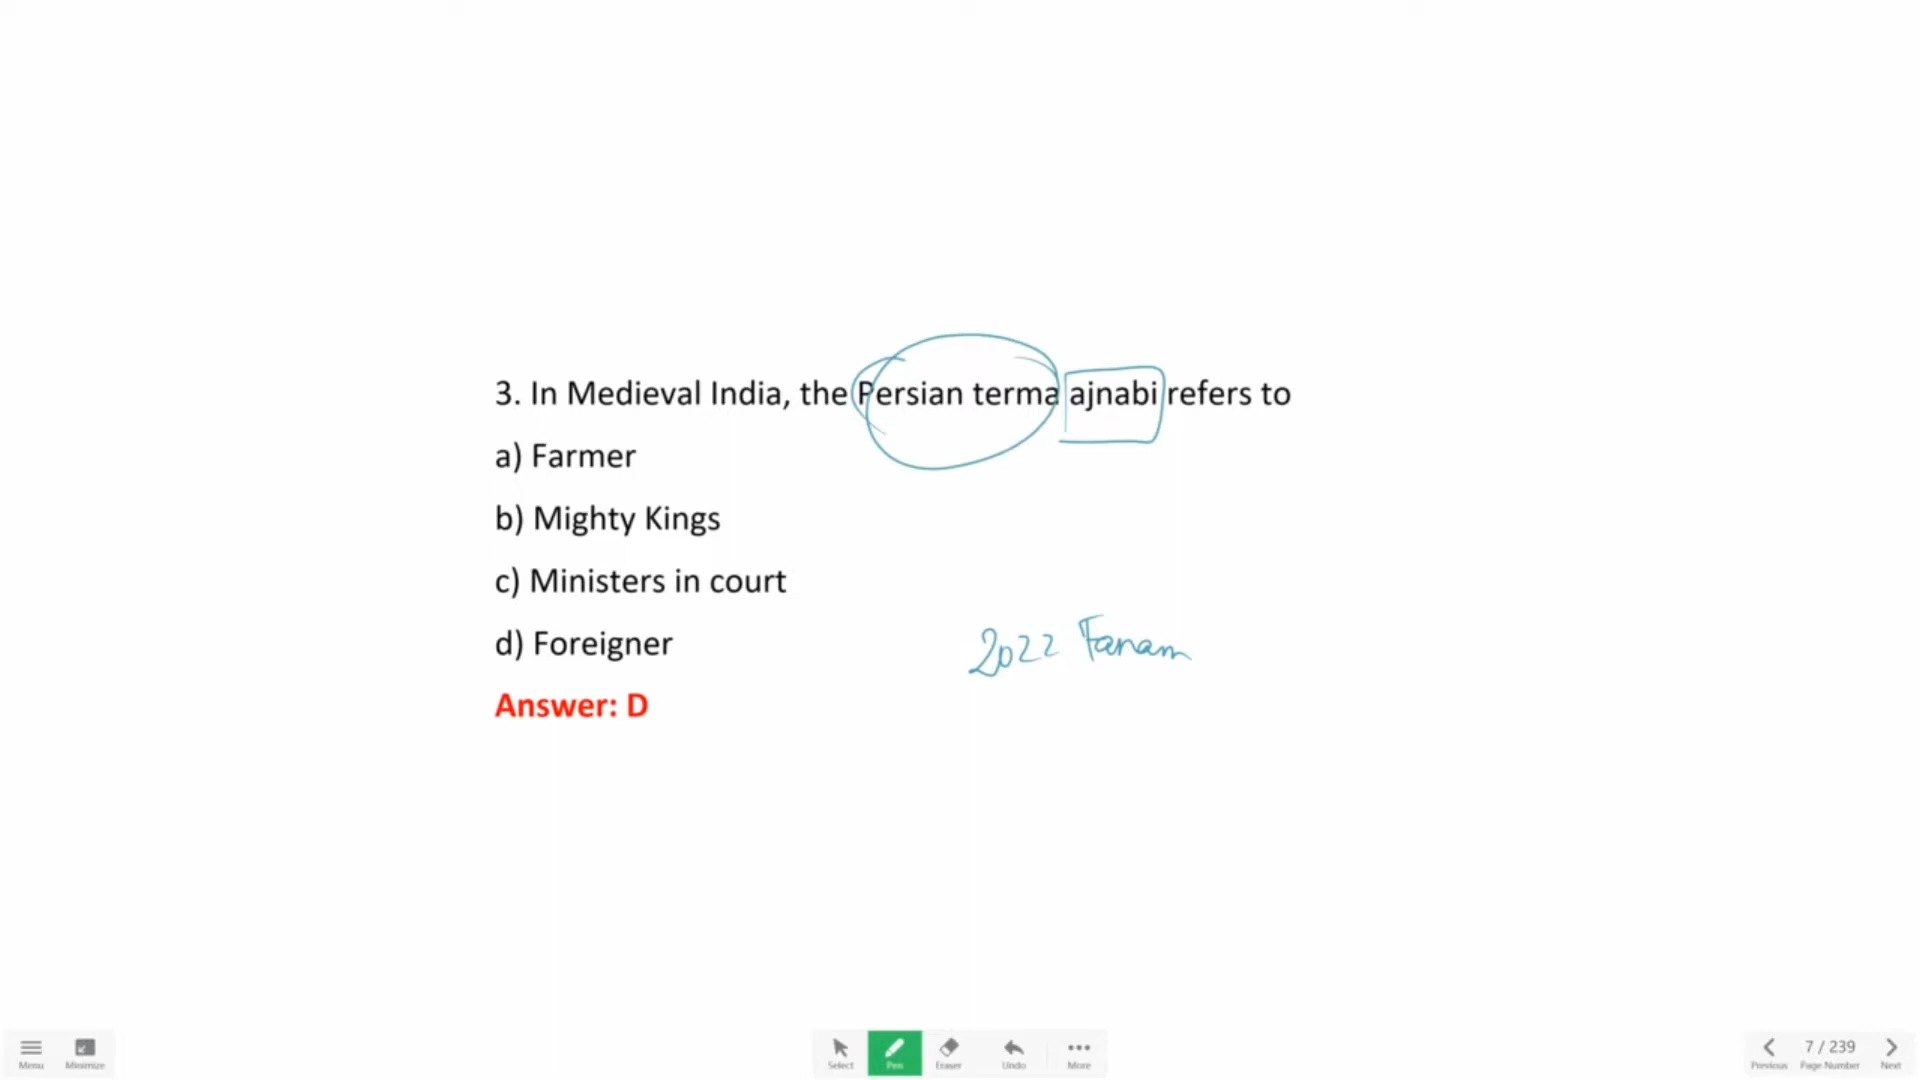 3. In Medieval India, the Persian terma ajnabi refers to
a) Farmer
b) Mighty Kings
c) Ministers in court
d) Foreigner
2022 Fanam
Answer: D
Menu
Minimize
Select
Pen
Eraser
Undo
More
Previous
7 / 239
Page Number
Next